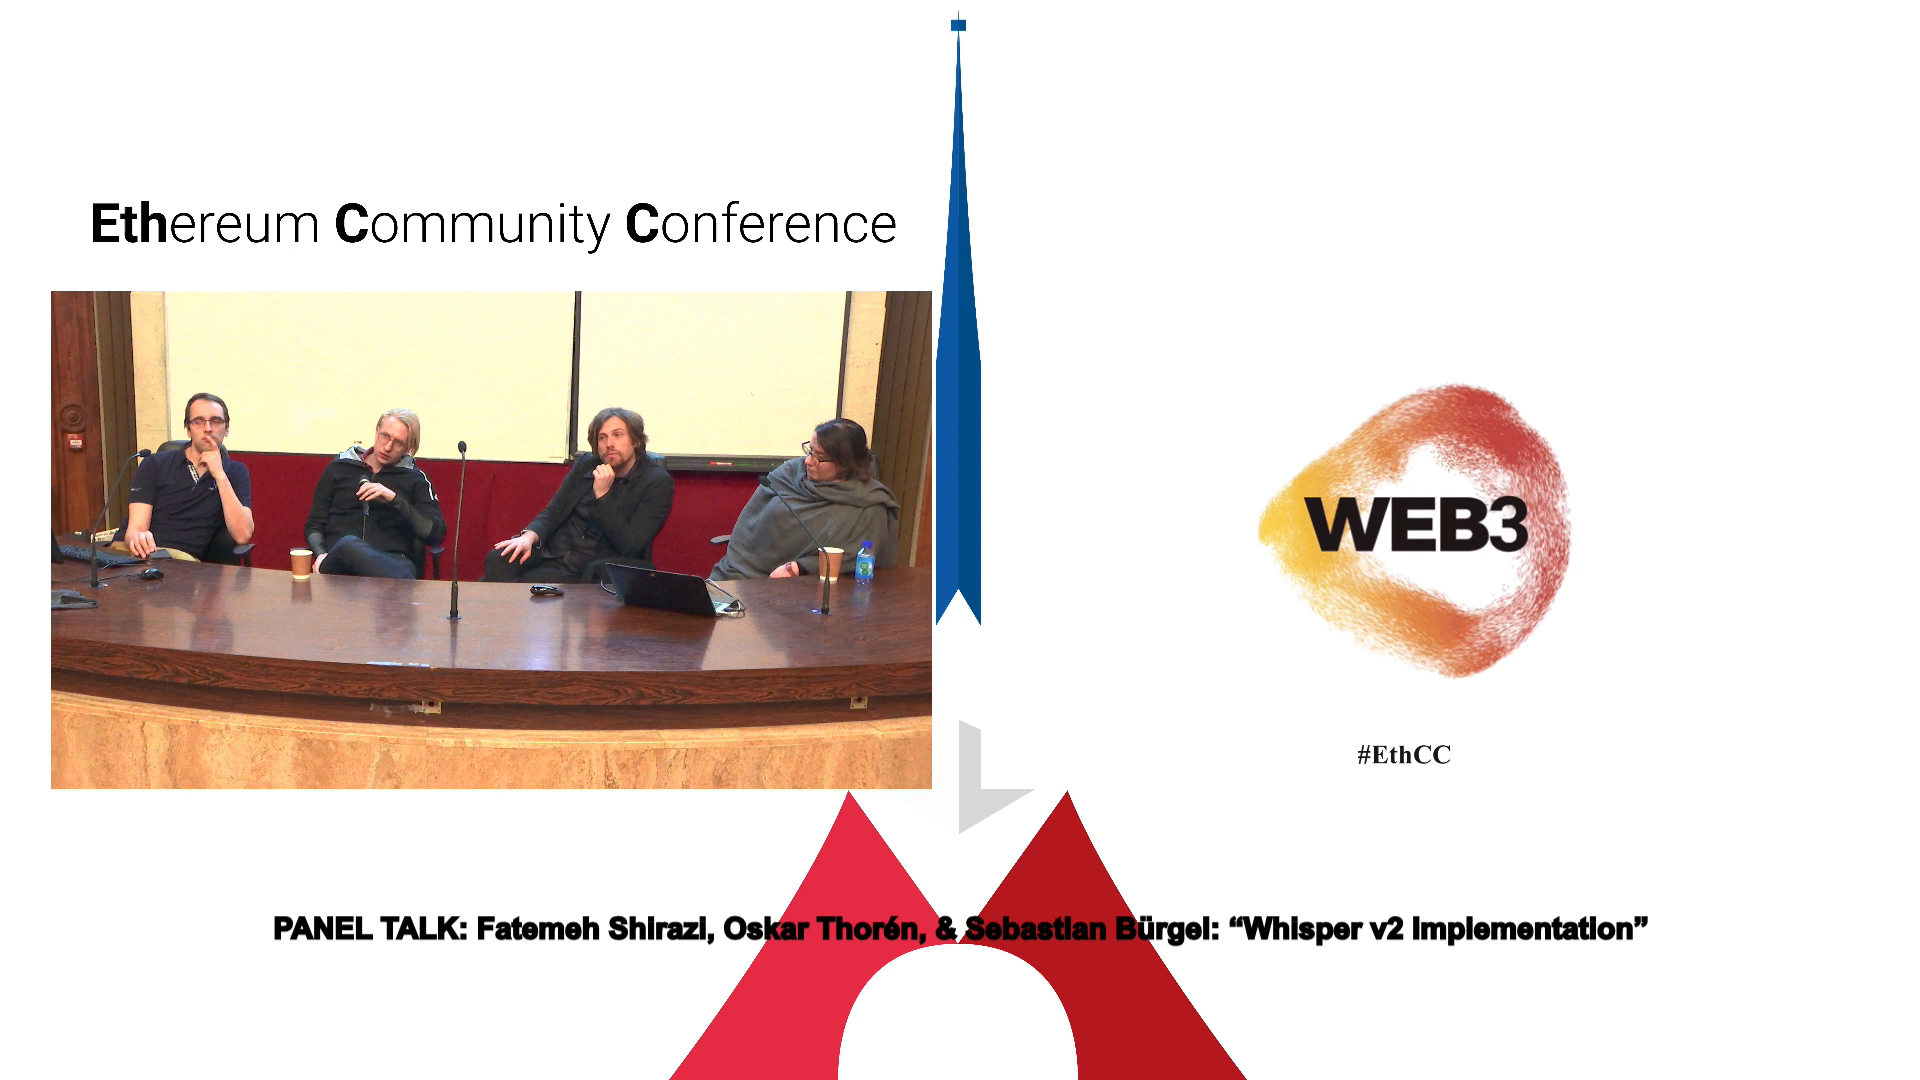 Ethereum Community Conference
WEB3
#EthCC
PANEL TALK: Fatemeh Shirazi, Oskar Thorén, & Sebastian Bürgel: “Whisper v2 Implementation”